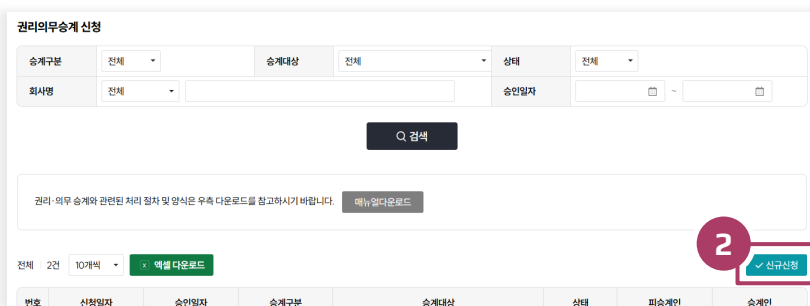 권리의무승계 신청
승계구분 전체 승계대상 전체 상태 전체
회사명 전체 승인일자 ~
검색
권리·의무 승계와 관련된 처리 절차 및 양식은 우측 다운로드를 참고하시기 바랍니다. 매뉴얼다운로드
2
전체 2건 10개씩 엑셀 다운로드 신규신청
번호 신청일자 승인일자 승계구분 승계대상 상태 피승계인 승계인